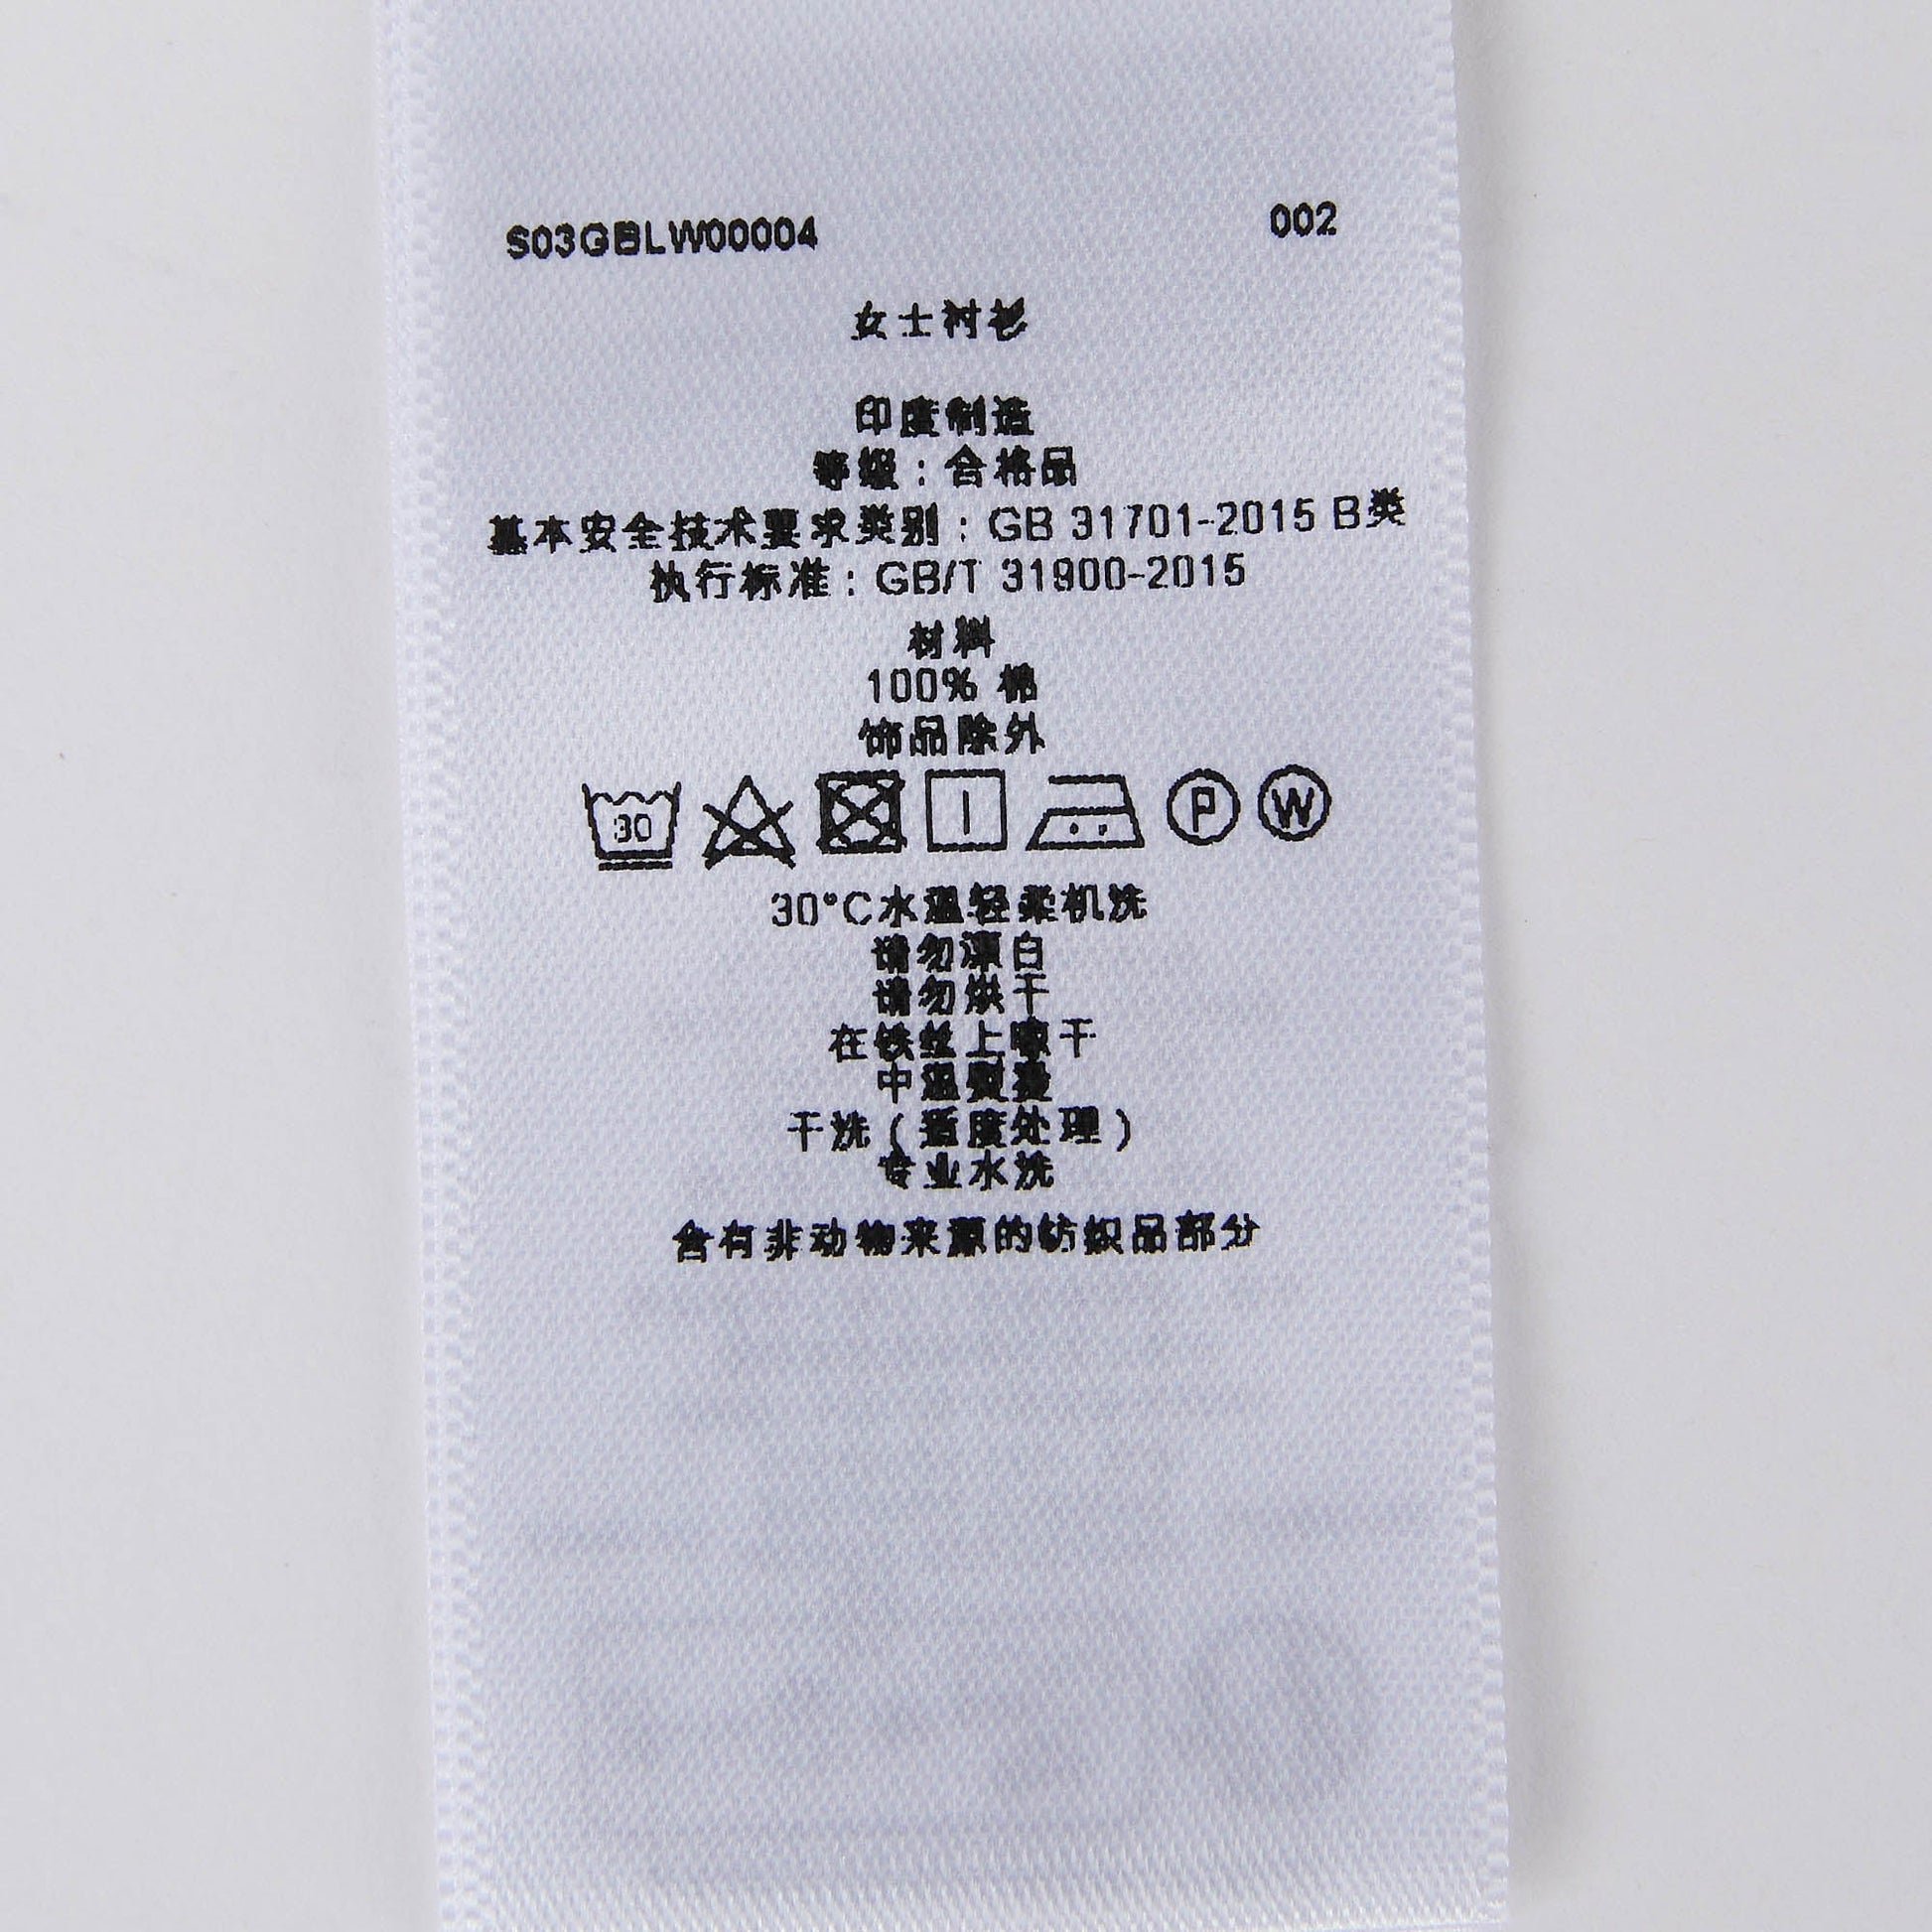 S03GBLW00004 002
女士衬衫
印度制造
等级：合格品
基本安全技术要求类别：GB 31701-2015 B类
执行标准：GB/T 31900-2015
材料
100% 棉
饰品除外
30
P
W
30°C水温轻柔机洗
请勿漂白
请勿烘干
在铁丝上晾干
中温熨烫
干洗（适度处理）
专业水洗
含有非动物来源的纺织品部分